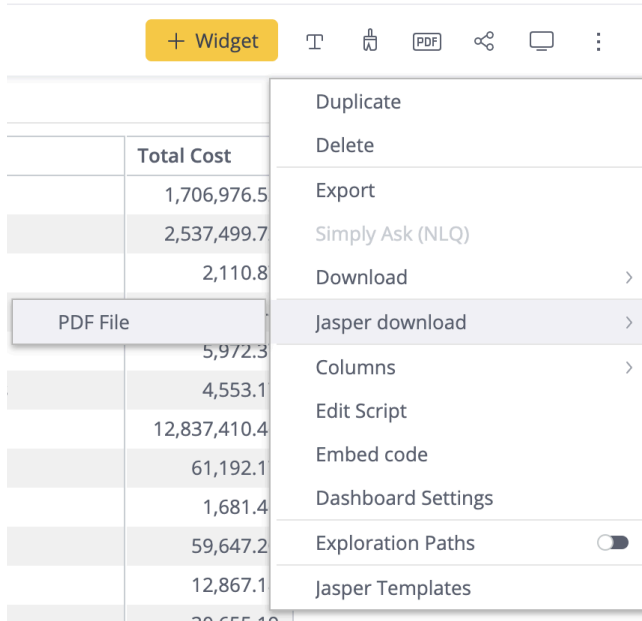 + Widget
T
PDF
Duplicate
Delete
Total Cost
1,706,976.5
Export
2,537,499.7
Simply Ask (NLQ)
2,110.8
Download
PDF File
Jasper download
5,972.3
Columns
4,553.1
Edit Script
12,837,410.4
Embed code
61,192.1
1,681.4
Dashboard Settings
59,647.2
Exploration Paths
12,867.1
Jasper Templates